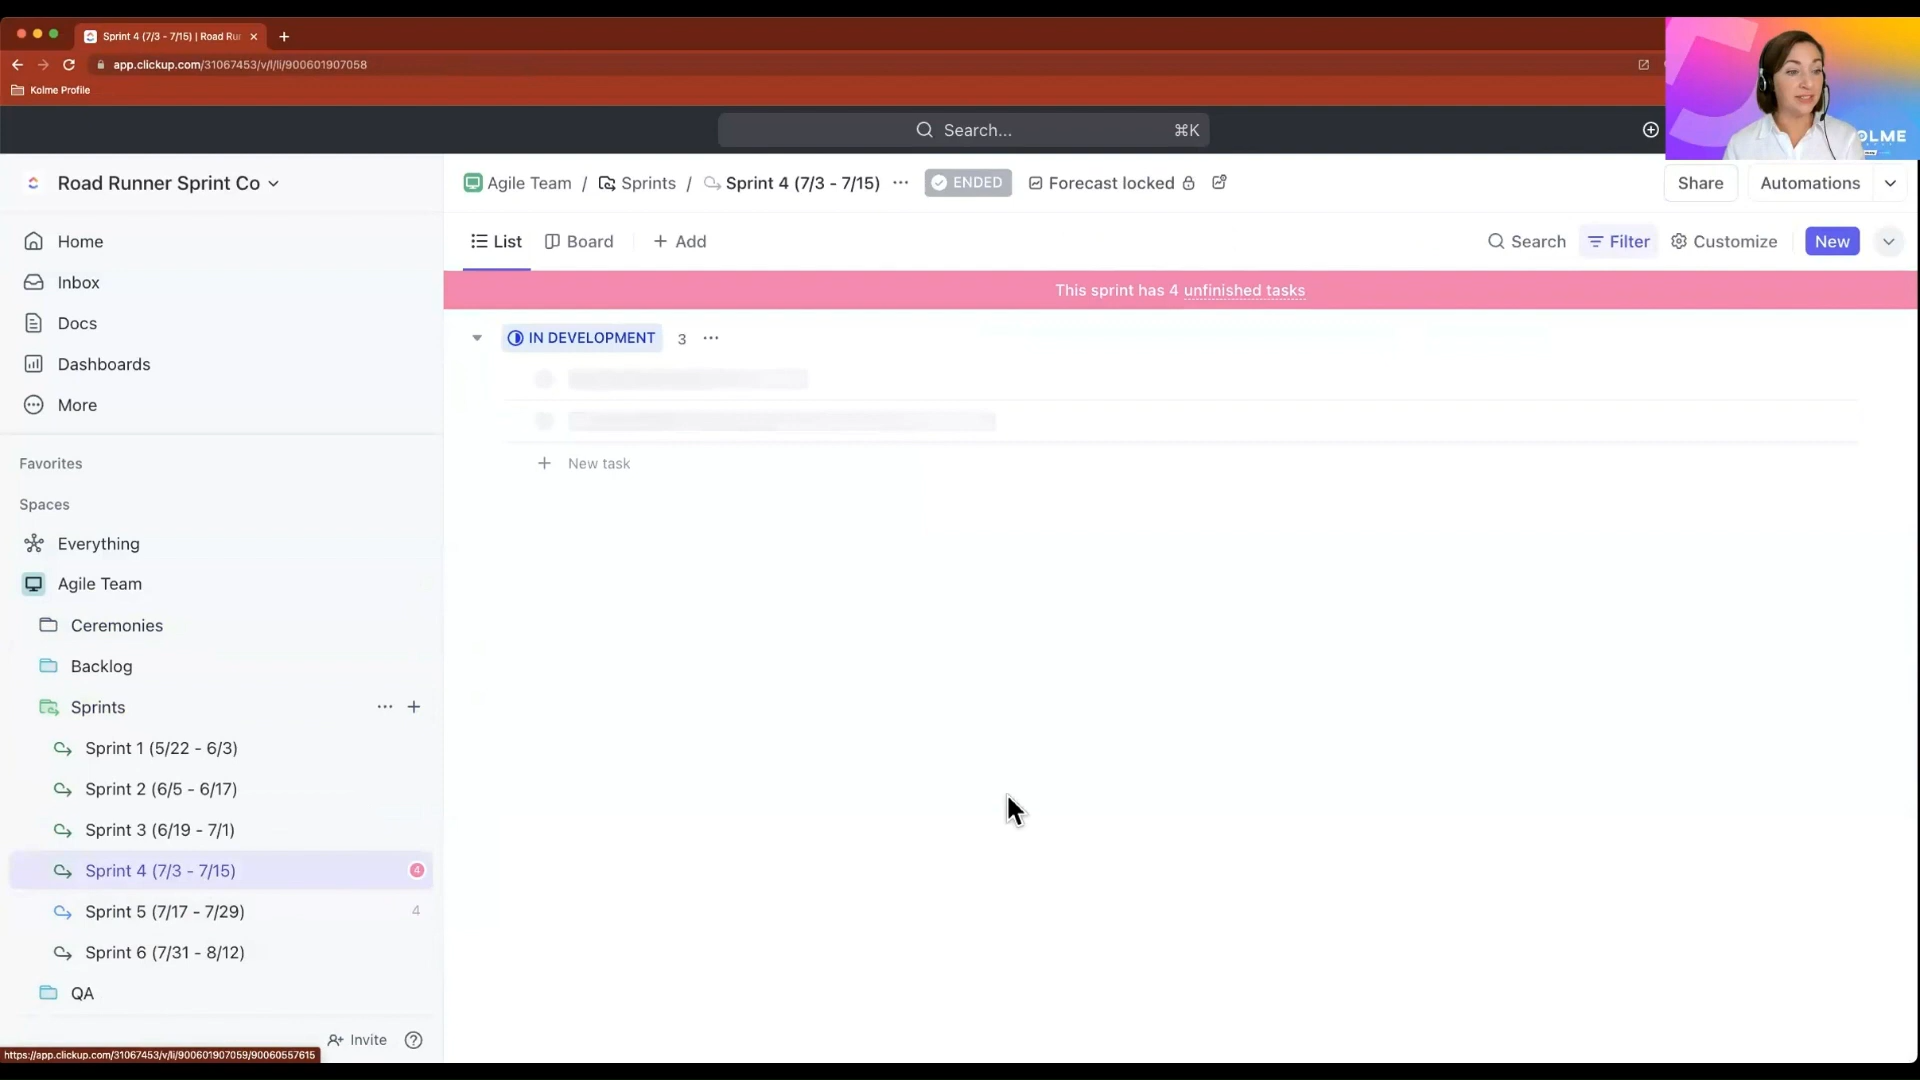 Sprint 4 (7/3 - 7/15) | Road Ru
app.clickup.com/31067453/v/l/li/900601907058
Kolme Profile
Search... ⌘K
OLME
Road Runner Sprint Co
Agile Team / Sprints / Sprint 4 (7/3 - 7/15) ··· ENDED Forecast locked
Share Automations
Home
Inbox
Docs
Dashboards
More
List Board + Add
Search Filter Customize New
This sprint has 4 unfinished tasks
IN DEVELOPMENT 3 ···
+ New task
Favorites
Spaces
Everything
Agile Team
Ceremonies
Backlog
Sprints ··· +
Sprint 1 (5/22 - 6/3)
Sprint 2 (6/5 - 6/17)
Sprint 3 (6/19 - 7/1)
Sprint 4 (7/3 - 7/15) 4
Sprint 5 (7/17 - 7/29) 4
Sprint 6 (7/31 - 8/12)
QA
Invite ?
https://app.clickup.com/31067453/v/li/900601907059/90060557615